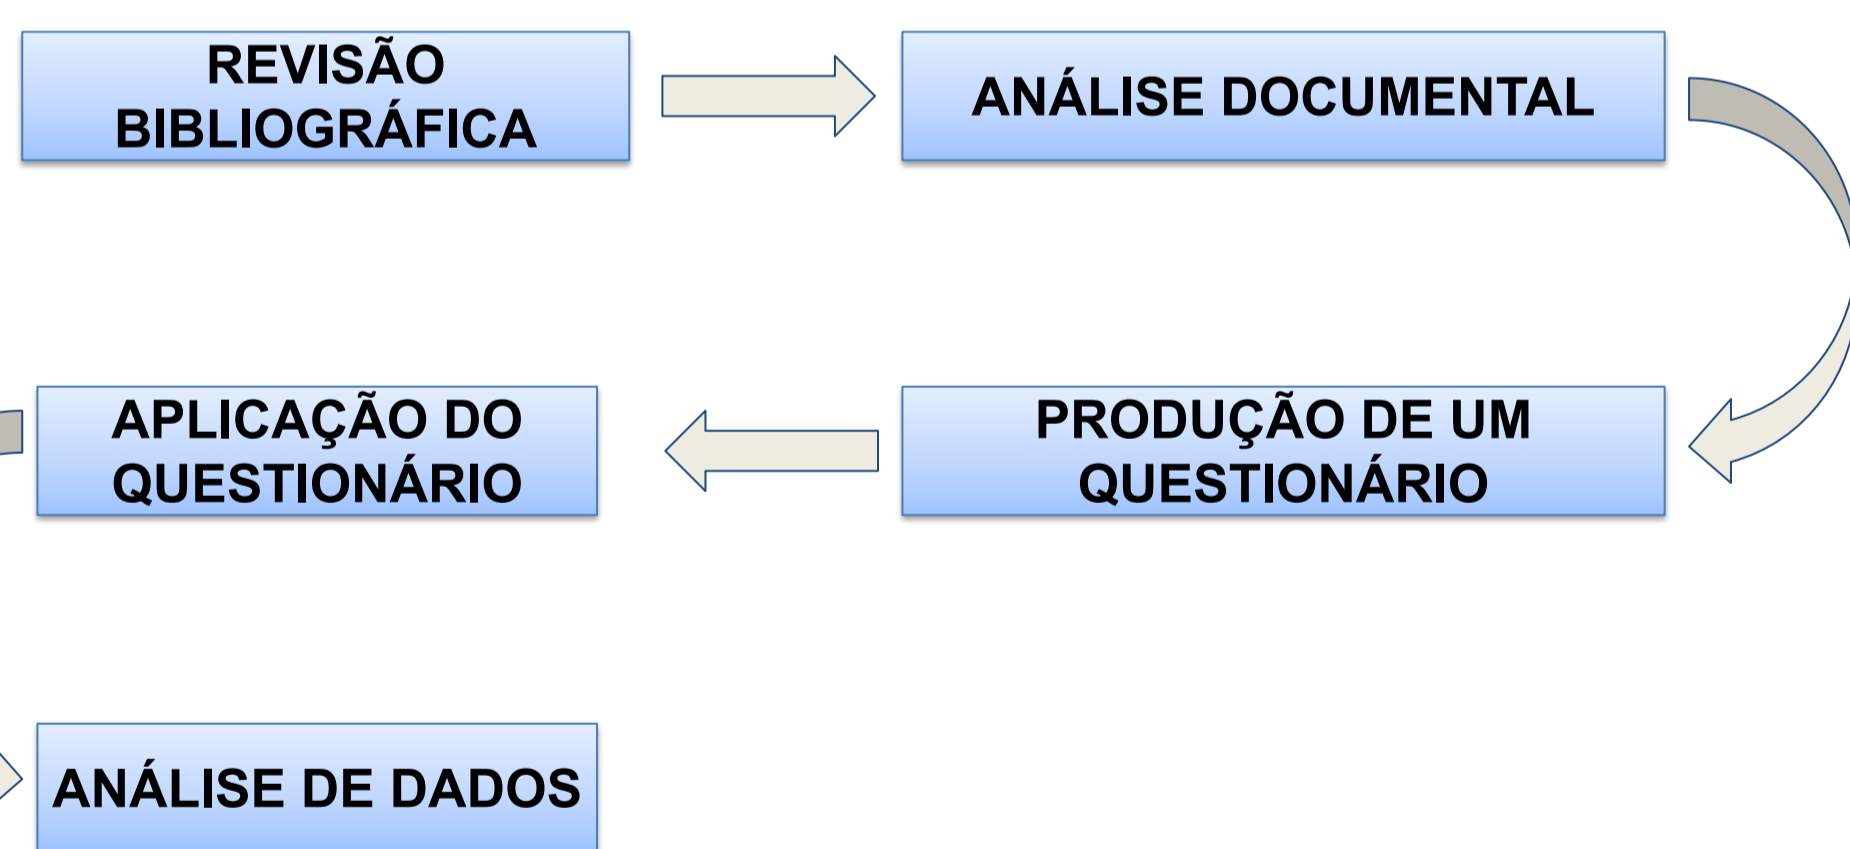 REVISÃO
BIBLIOGRÁFICA
ANÁLISE DOCUMENTAL
PRODUÇÃO DE UM
QUESTIONÁRIO
APLICAÇÃO DO
QUESTIONÁRIO
ANÁLISE DE DADOS